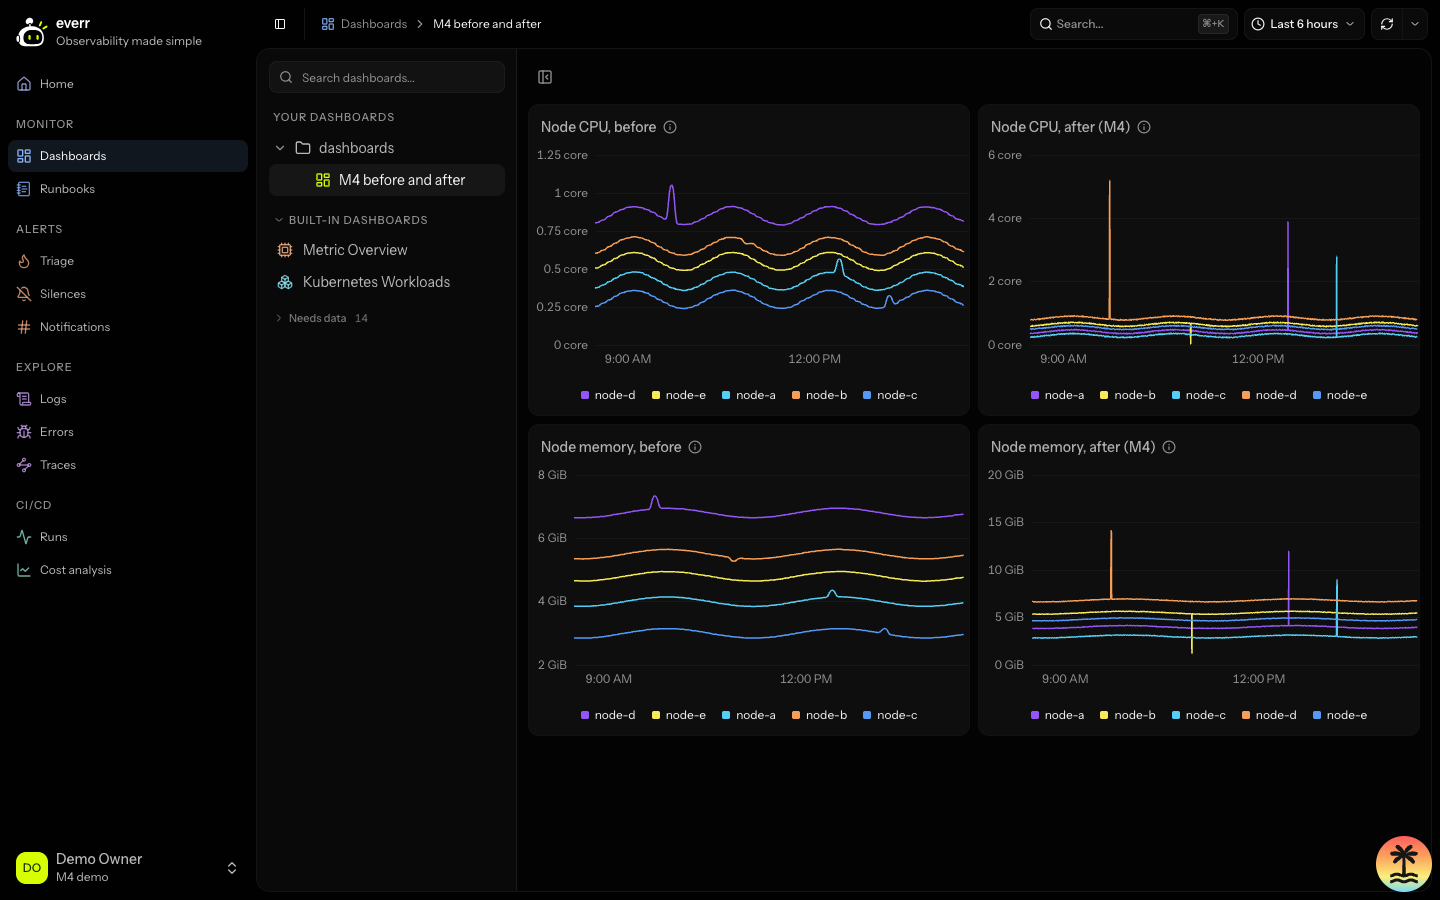 everr
Observability made simple
Home
MONITOR
Dashboards
Runbooks
ALERTS
Triage
Silences
Notifications
EXPLORE
Logs
Errors
Traces
CI/CD
Runs
Cost analysis
DO
Demo Owner
M4 demo
Dashboards
M4 before and after
Search...
⌘+K
Last 6 hours
Search dashboards...
YOUR DASHBOARDS
dashboards
M4 before and after
BUILT-IN DASHBOARDS
Metric Overview
Kubernetes Workloads
Needs data 14
Node CPU, before
1.25 core
1 core
0.75 core
0.5 core
0.25 core
0 core
9:00 AM 12:00 PM
node-d node-e node-a node-b node-c
Node CPU, after (M4)
6 core
4 core
2 core
0 core
9:00 AM 12:00 PM
node-a node-b node-c node-d node-e
Node memory, before
8 GiB
6 GiB
4 GiB
2 GiB
9:00 AM 12:00 PM
node-d node-e node-a node-b node-c
Node memory, after (M4)
20 GiB
15 GiB
10 GiB
5 GiB
0 GiB
9:00 AM 12:00 PM
node-a node-b node-c node-d node-e